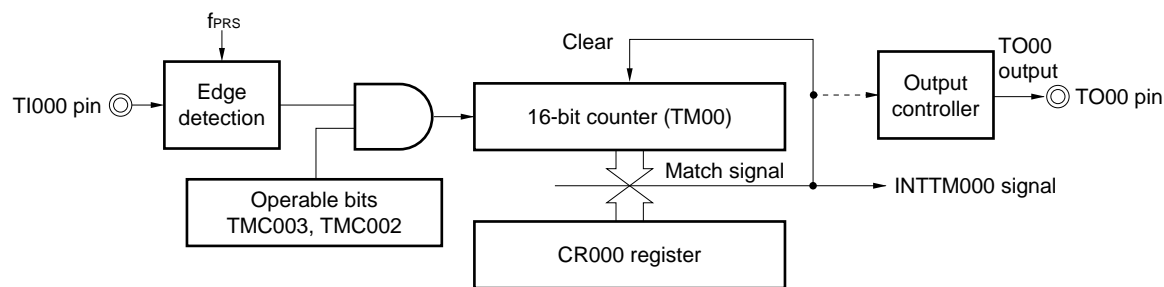 fPRS
Clear
TO00
output
TI000 pin
Edge
detection
16-bit counter (TM00)
Output
controller
TO00 pin
Match signal
INTTM000 signal
Operable bits
TMC003, TMC002
CR000 register